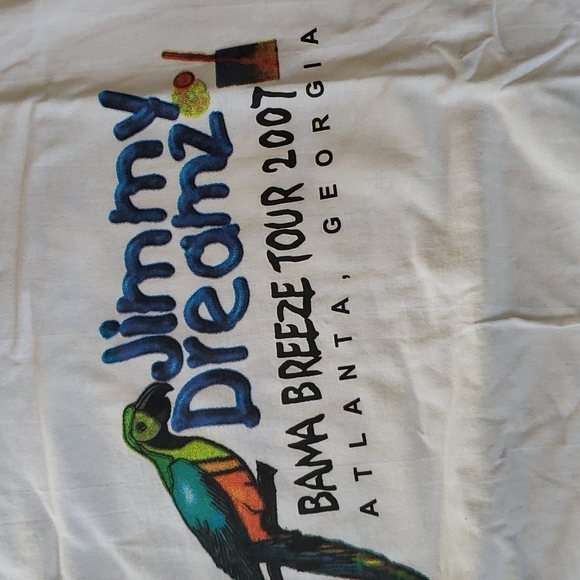 Jimmy
Dreamz
BAMA BREEZE TOUR 2007
ATLANTA, GEORGIA